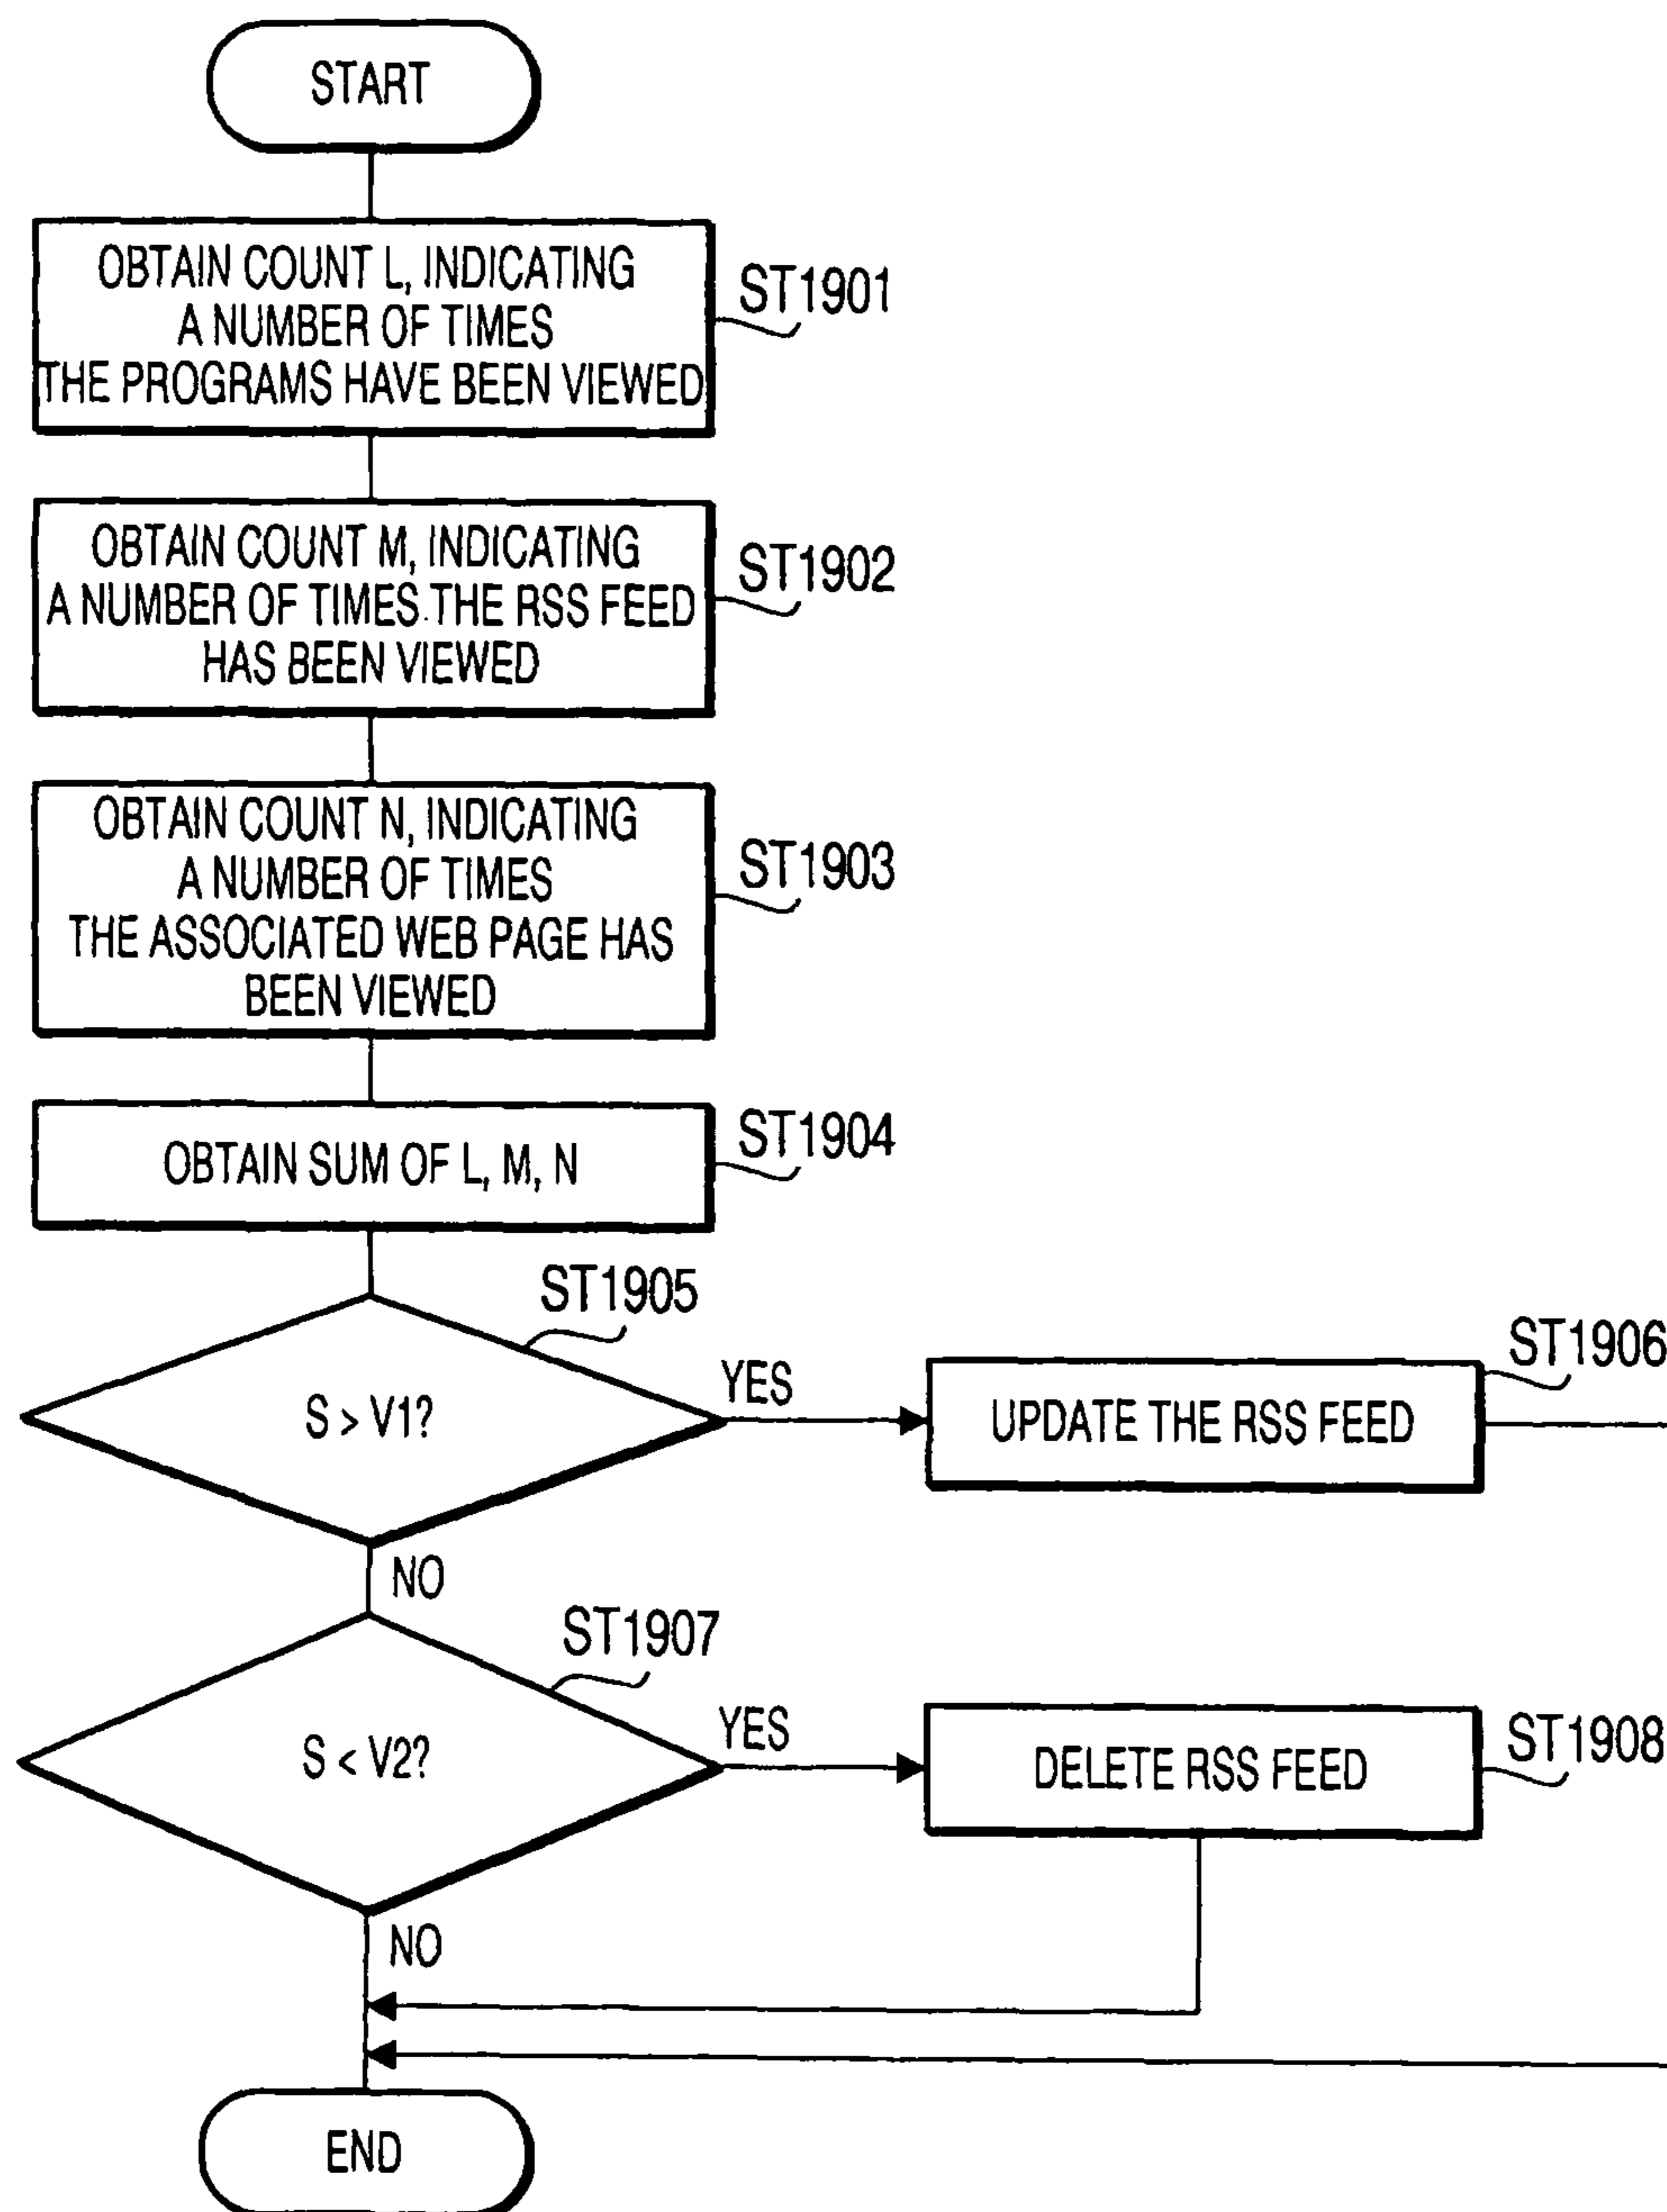 START
OBTAIN COUNT L, INDICATING
A NUMBER OF TIMES
THE PROGRAMS HAVE BEEN VIEWED
ST1901
OBTAIN COUNT M, INDICATING
A NUMBER OF TIMES THE RSS FEED
HAS BEEN VIEWED
ST1902
OBTAIN COUNT N, INDICATING
A NUMBER OF TIMES
THE ASSOCIATED WEB PAGE HAS
BEEN VIEWED
ST1903
OBTAIN SUM OF L, M, N
ST1904
ST1905
S > V1?
YES
UPDATE THE RSS FEED
ST1906
NO
ST1907
S < V2?
YES
DELETE RSS FEED
ST1908
NO
END